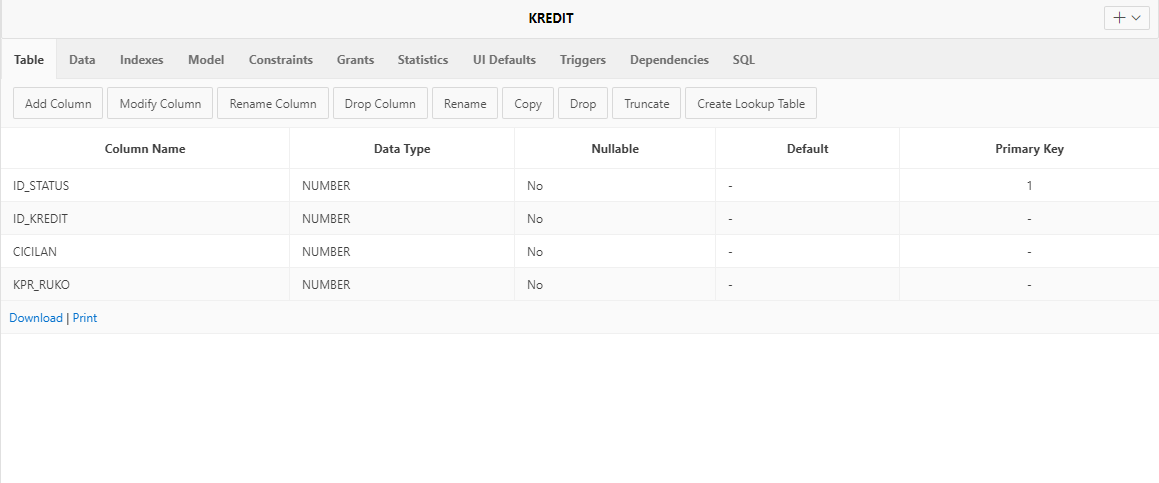 KREDIT
Table Data Indexes Model Constraints Grants Statistics UI Defaults Triggers Dependencies SQL
Add Column Modify Column Rename Column Drop Column Rename Copy Drop Truncate Create Lookup Table
Column Name Data Type Nullable Default Primary Key
ID_STATUS NUMBER No - 1
ID_KREDIT NUMBER No - -
CICILAN NUMBER No - -
KPR_RUKO NUMBER No - -
Download | Print